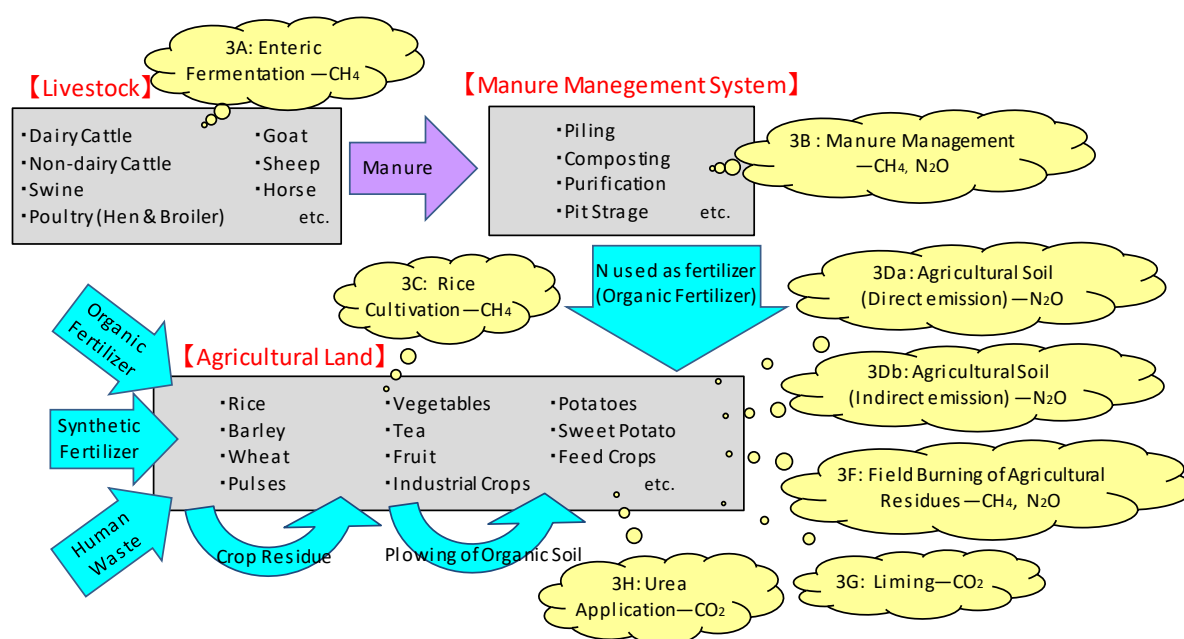 3A: Enteric
Fermentation —CH4
【Livestock】
・Dairy Cattle
・Non-dairy Cattle
・Swine
・Poultry (Hen & Broiler)
・Goat
・Sheep
・Horse
etc.
Manure
【Manure Manegement System】
・Piling
・Composting
・Purification
・Pit Strage
etc.
3B : Manure Management
—CH4, N2O
N used as fertilizer
(Organic Fertilizer)
3C: Rice
Cultivation—CH4
3Da: Agricultural Soil
(Direct emission) —N2O
3Db: Agricultural Soil
(Indirect emission) —N2O
3F: Field Burning of Agricultural
Residues —CH4, N2O
3G: Liming—CO2
3H: Urea
Application—CO2
【Agricultural Land】
・Rice
・Barley
・Wheat
・Pulses
・Vegetables
・Tea
・Fruit
・Industrial Crops
・Potatoes
・Sweet Potato
・Feed Crops
etc.
Organic
Fertilizer
Synthetic
Fertilizer
Human
Waste
Crop Residue
Plowing of Organic Soil